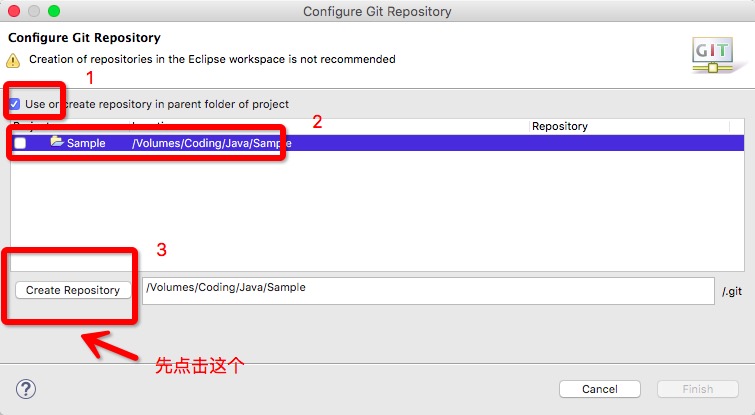 Configure Git Repository
Configure Git Repository
Creation of repositories in the Eclipse workspace is not recommended
GIT
1
Use or create repository in parent folder of project
2
Project Location Repository
Sample /Volumes/Coding/Java/Sample
3
Create Repository /Volumes/Coding/Java/Sample /.git
先点击这个
? Cancel Finish